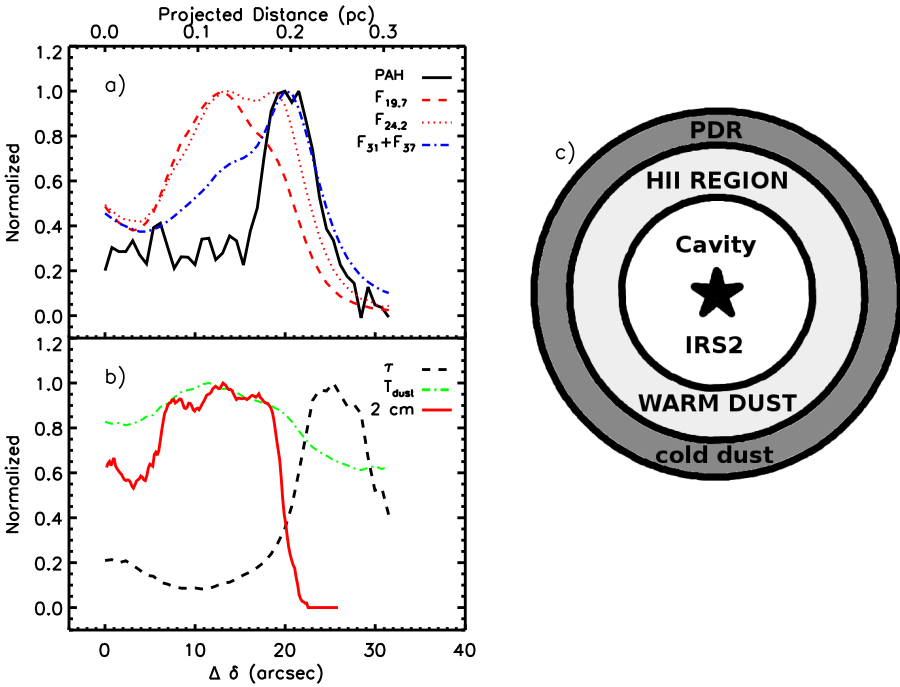 Projected Distance (pc)
0.0 0.1 0.2 0.3
1.2
1.0
0.8
0.6
0.4
0.2
0.0
Normalized
a)
PAH
F19.7
F24.2
F31+F37
1.2
1.0
0.8
0.6
0.4
0.2
0.0
Normalized
b)
τ
Tdust
2 cm
0 10 20 30 40
Δ δ (arcsec)
c)
PDR
HII REGION
Cavity
IRS2
WARM DUST
cold dust